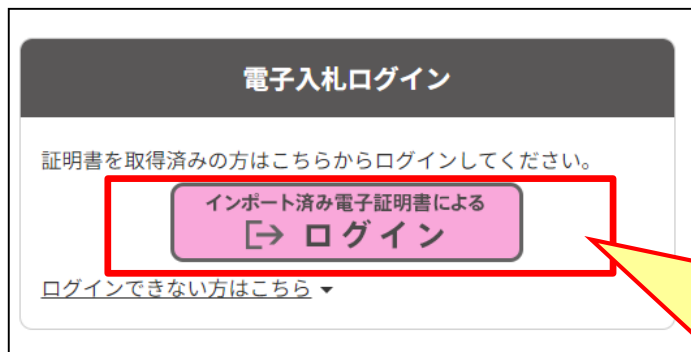 電子入札ログイン
証明書を取得済みの方はこちらからログインしてください。
インポート済み電子証明書による
ログイン
ログインできない方はこちら